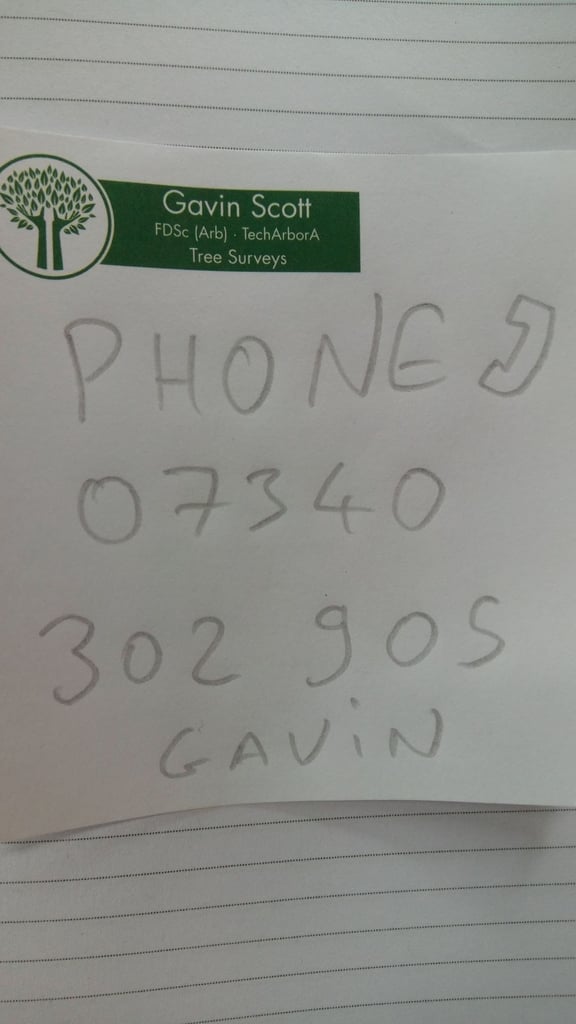 Gavin Scott
FDSc (Arb) · TechArborA
Tree Surveys
PHONE
07340
302 905
GAViN